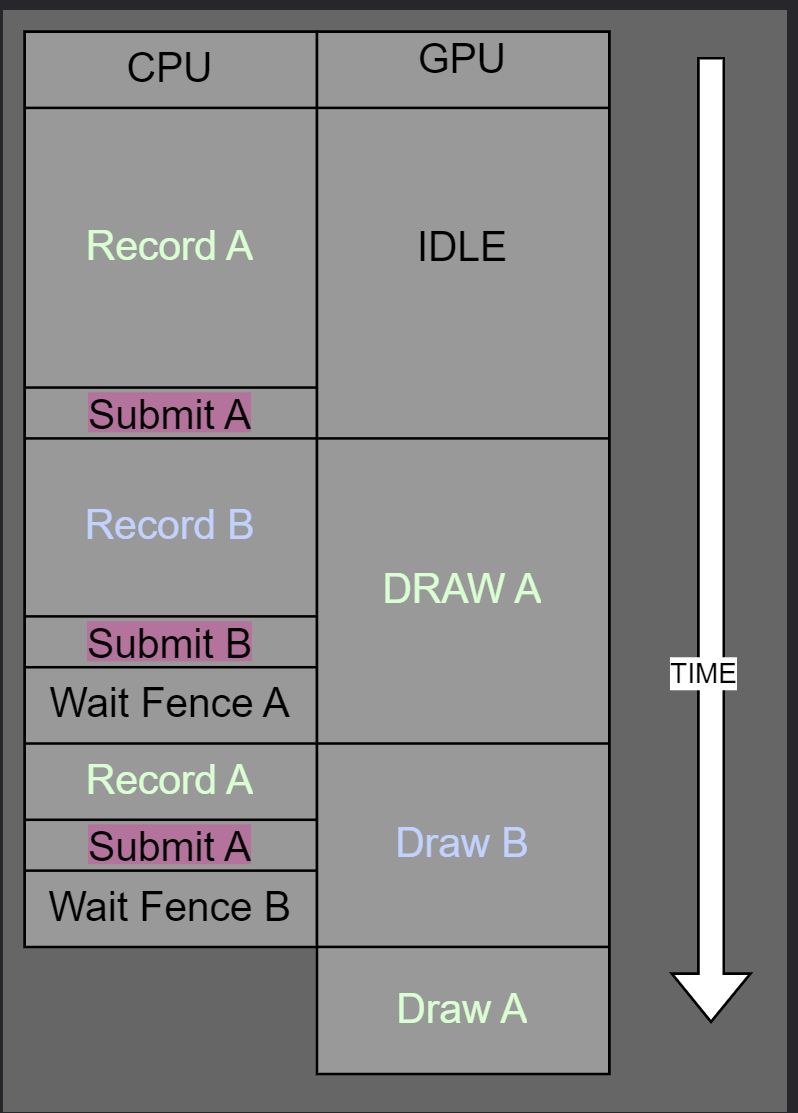 CPU
GPU
Record A
IDLE
Submit A
Record B
DRAW A
Submit B
Wait Fence A
TIME
Record A
Submit A
Draw B
Wait Fence B
Draw A